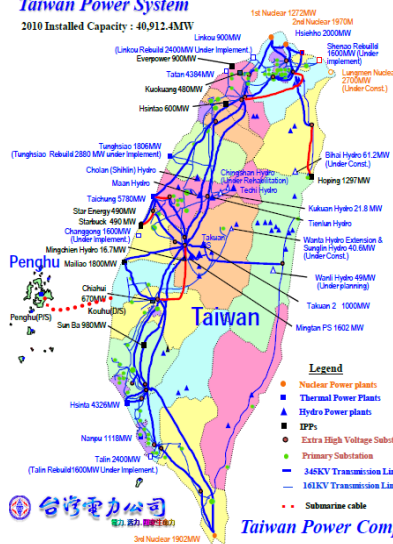 Taiwan Power System
2010 Installed Capacity : 40,912.4MW
1st Nuclear 1272MW
2nd Nuclear 1970M
Linkou 900MW
Hsiehho 2000MW
(Linkou Rebuild 2400MW Under Implement.)
Shenao Rebuild
1600MW (Under
implement)
Everpower 900MW
Tatan 4384MW
Lungmen Nuclear
2700MW
(Under Const.)
Kuokuang 480MW
Hsintao 600MW
Tunghsiao 1806MW
(Tunghsiao Rebuild 2880 MW under Implement)
Bihai Hydro 61.2MW
(Under Const.)
Cholan (Shihlin) Hydro
Chingshan Hydro
(Under Rehabilitation)
Hoping 1297MW
Maan Hydro
Techi Hydro
Taichung 5780MW
Kukuan Hydro 21.8 MW
Star Energy 490MW
Starbuck 490 MW
Tienlun Hydro
Changgong 1600MW
(Under Implement.)
Takuan
Wanta Hydro Extension &
Sunglin Hydro 40.6MW
(Under Const.)
Mingchien Hydro 16.7MW
Penghu
Mailiao 1800MW
Wanli Hydro 49MW
(Under planning)
Chiahui
670MW
Takuan 2 1000MW
Kouhu(D/S)
Taiwan
Penghu(P/S)
Mingtan PS 1602 MW
Sun Ba 980MW
Legend
Nuclear Power plants
Thermal Power Plants
Hydro Power plants
IPPs
Extra High Voltage Subst
Primary Substation
345KV Transmission Lin
161KV Transmission Lin
Submarine cable
Hsinta 4326MW
Nanpu 1118MW
Talin 2400MW
(Talin Rebuild1600MW Under Implement.)
台灣電力公司
Taiwan Power Comp
3rd Nuclear 1902MW